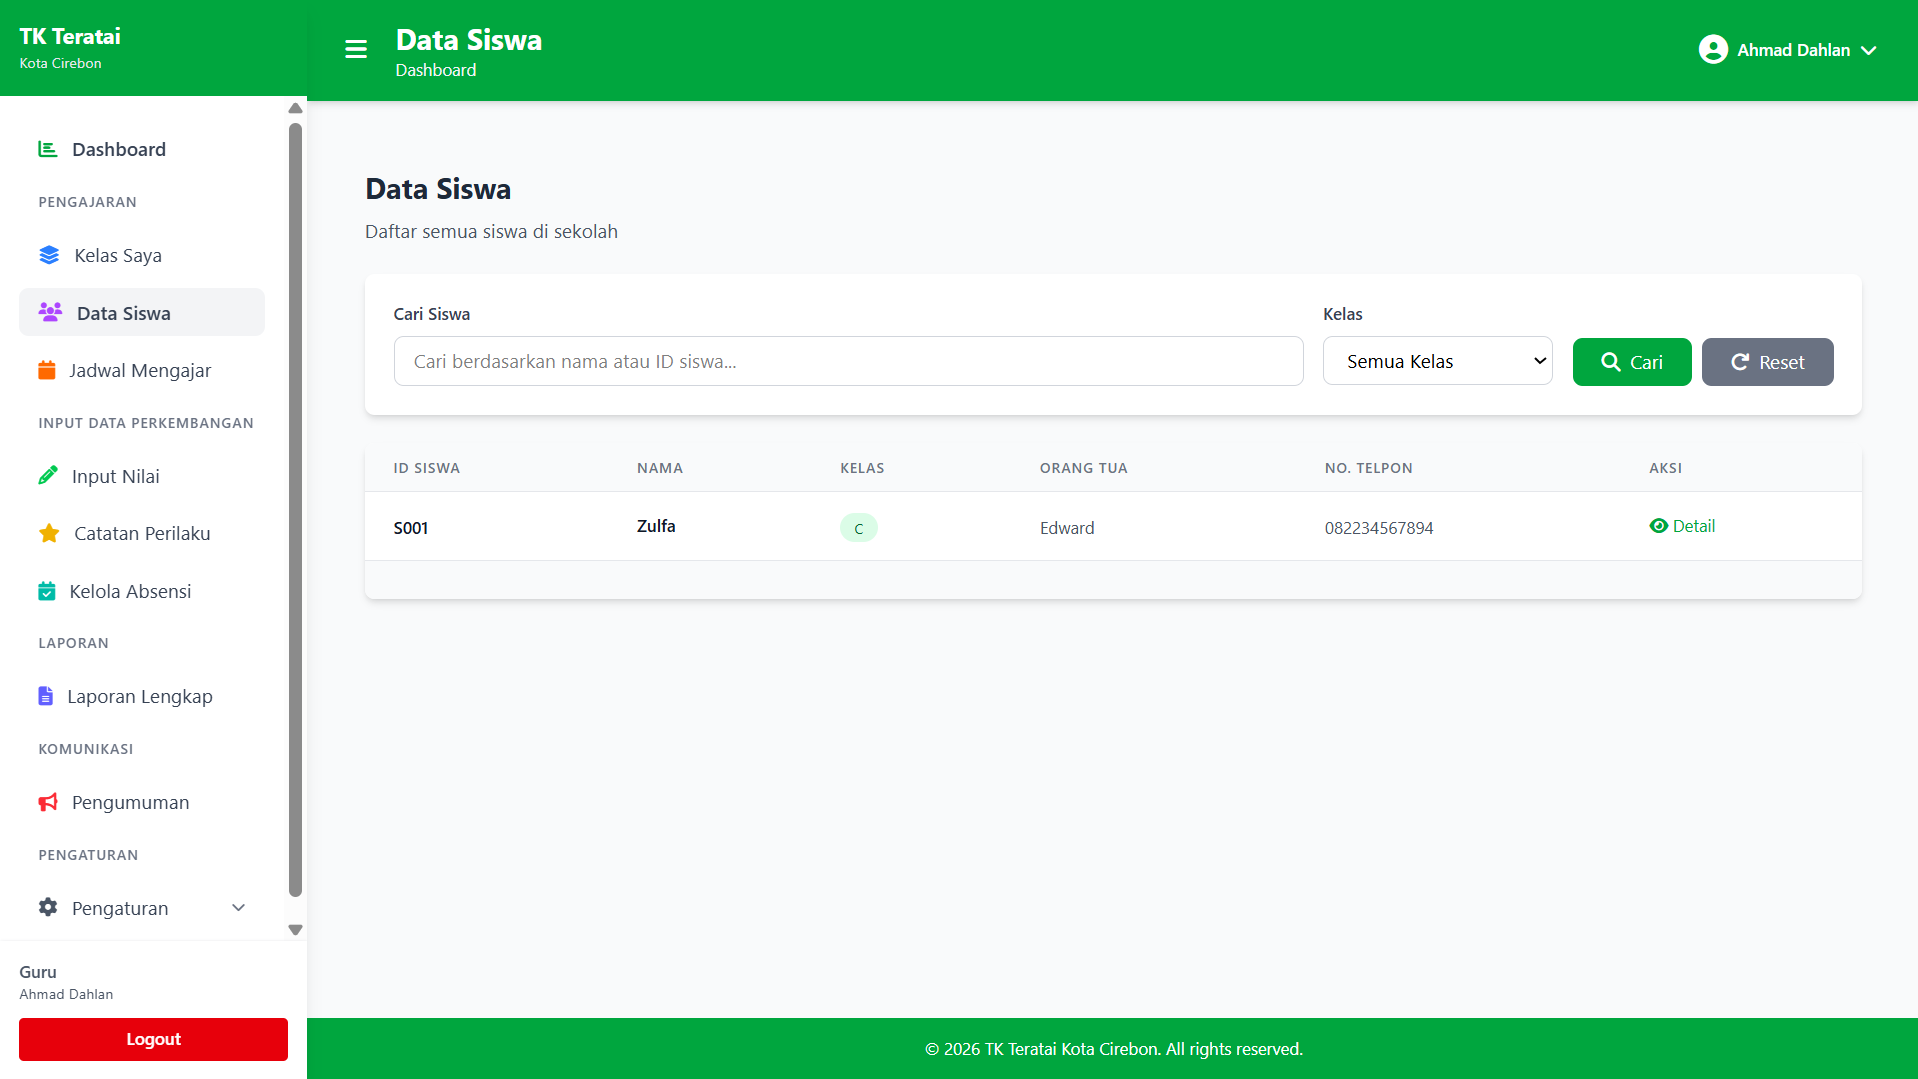 TK Teratai
Kota Cirebon
Data Siswa
Dashboard
Ahmad Dahlan
Dashboard
PENGAJARAN
Kelas Saya
Data Siswa
Jadwal Mengajar
INPUT DATA PERKEMBANGAN
Input Nilai
Catatan Perilaku
Kelola Absensi
LAPORAN
Laporan Lengkap
KOMUNIKASI
Pengumuman
PENGATURAN
Pengaturan
Guru
Ahmad Dahlan
Logout
Data Siswa
Daftar semua siswa di sekolah
Cari Siswa
Kelas
Cari berdasarkan nama atau ID siswa...
Semua Kelas
Cari
Reset
ID SISWA NAMA KELAS ORANG TUA NO. TELPON AKSI
S001 Zulfa C Edward 082234567894 Detail
© 2026 TK Teratai Kota Cirebon. All rights reserved.